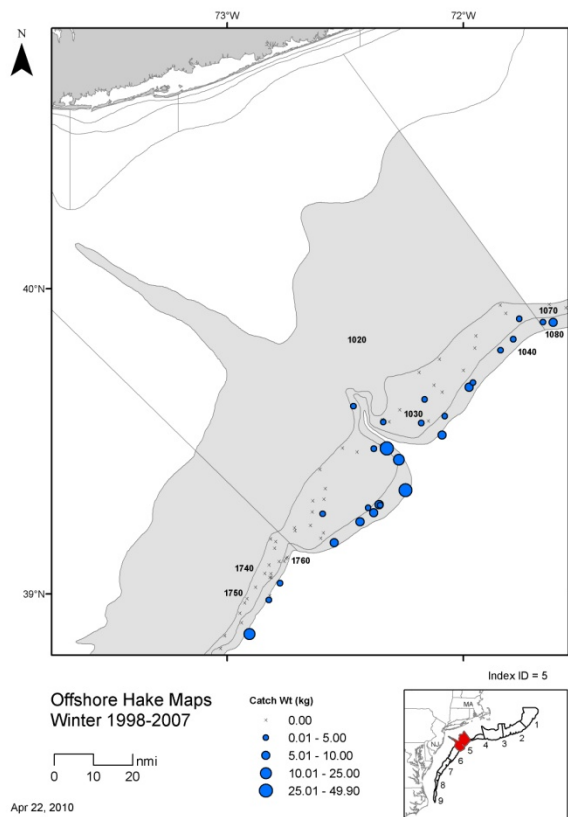 73°W 72°W
N
40°N
1070
1080
1040
1020
1030
1760
1740
1750
39°N
Index ID = 5
Offshore Hake Maps
Winter 1998-2007
Catch Wt (kg)
0.00
0.01 - 5.00
5.01 - 10.00
10.01 - 25.00
25.01 - 49.90
nmi
0 10 20
Apr 22, 2010
MA
NJ
1
2
3
4
5
6
7
8
9